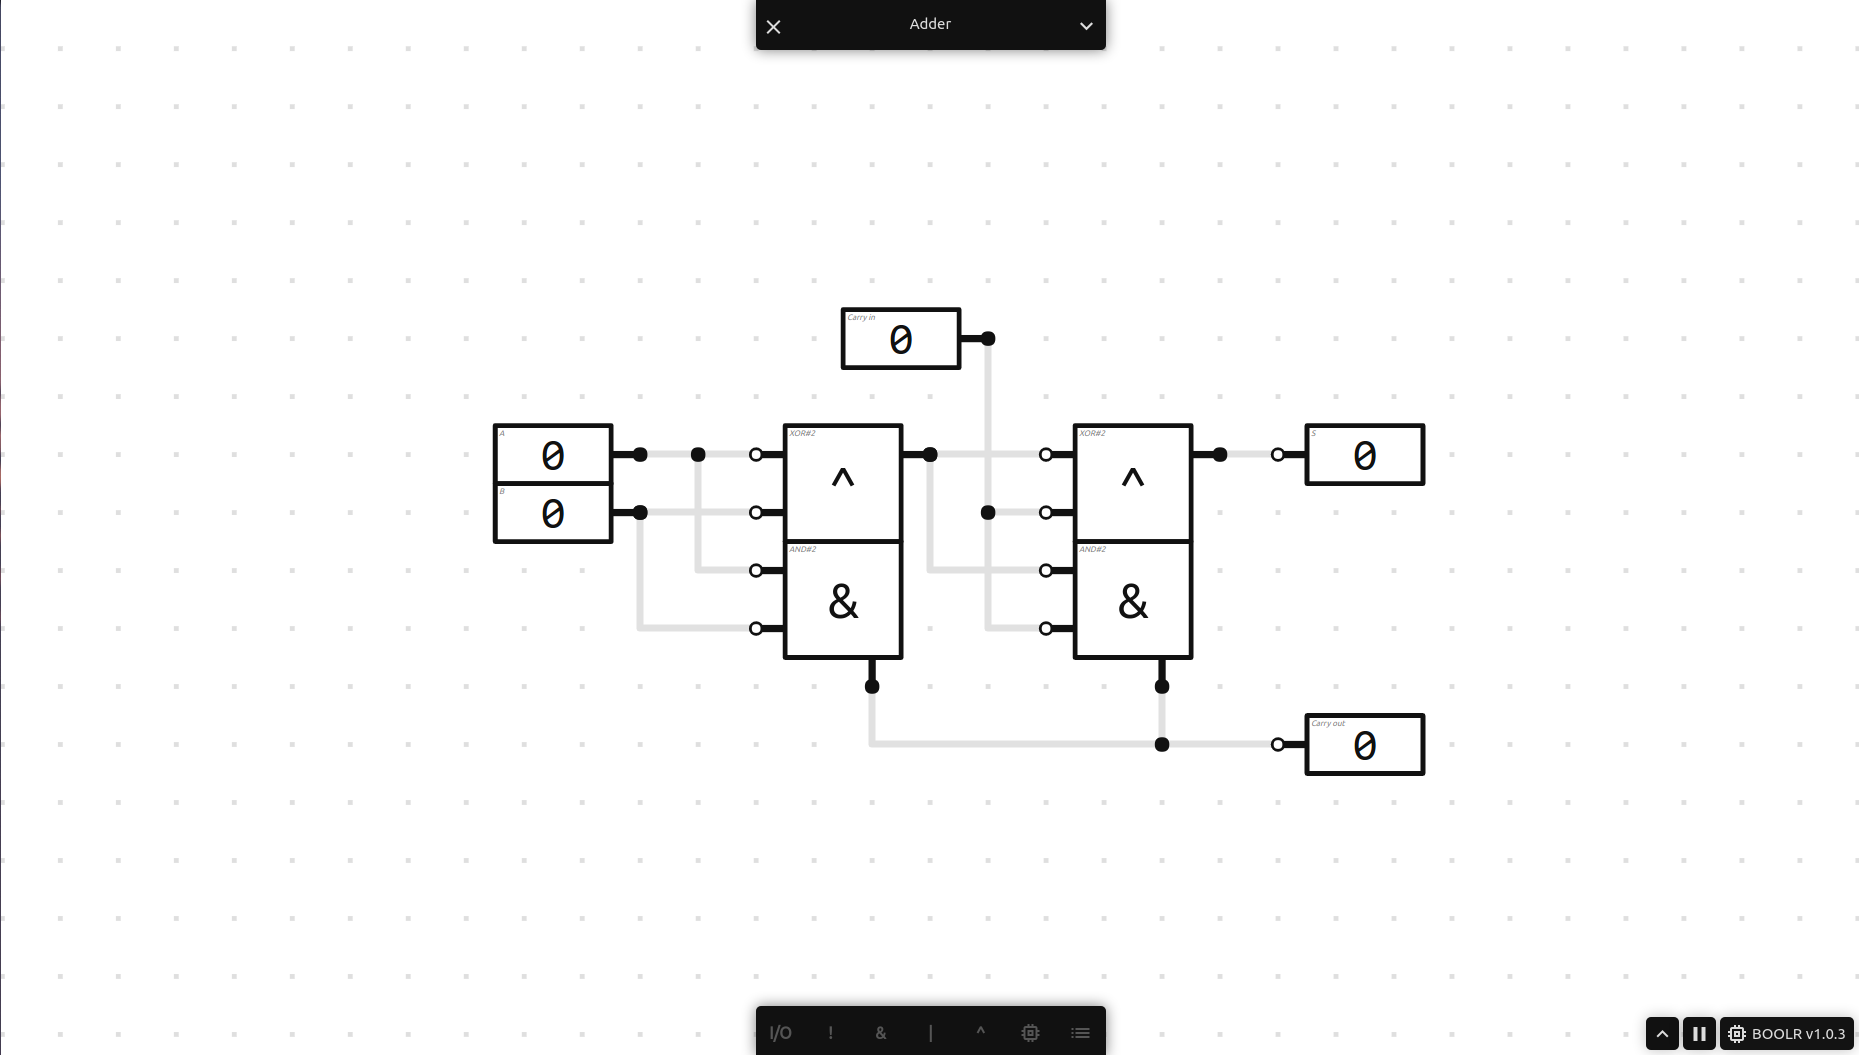 Adder
Carry in
0
A
0
B
0
XOR#2
^
AND#2
&
XOR#2
^
AND#2
&
S
0
Carry out
0
I/O ! & | ^
BOOLR v1.0.3